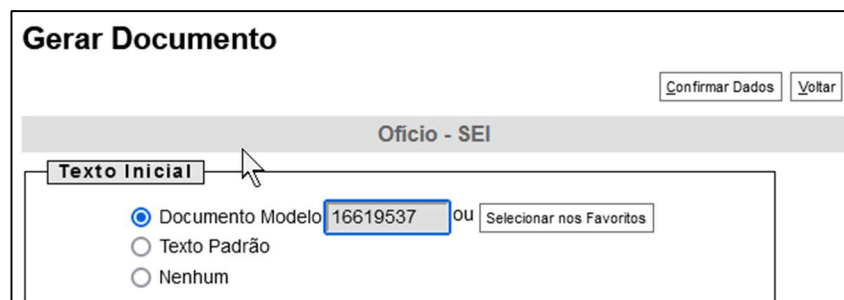 Gerar Documento
Confirmar Dados Voltar
Ofício - SEI
Texto Inicial
Documento Modelo 16619537 ou Selecionar nos Favoritos
Texto Padrão
Nenhum